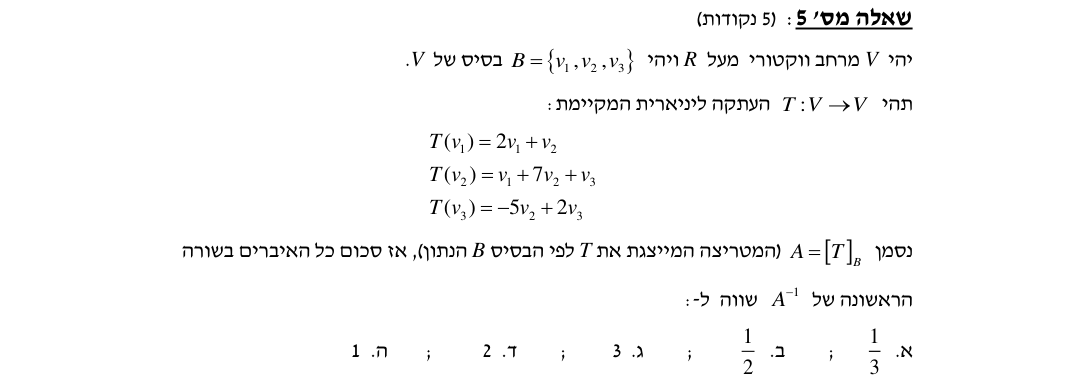 שאלה מס' 5 : (5 נקודות)
יהי V מרחב ווקטורי מעל R ויהי B = {v₁ , v₂ , v₃} בסיס של V.
תהי T : V → V העתקה ליניארית המקיימת :
T(v₁) = 2v₁ + v₂
T(v₂) = v₁ + 7v₂ + v₃
T(v₃) = −5v₂ + 2v₃
נסמן A = [T]_B (המטריצה המייצגת את T לפי הבסיס B הנתון), אז סכום כל האיברים בשורה
הראשונה של A⁻¹ שווה ל- :
א. 1/3 ; ב. 1/2 ; ג. 3 ; ד. 2 ; ה. 1